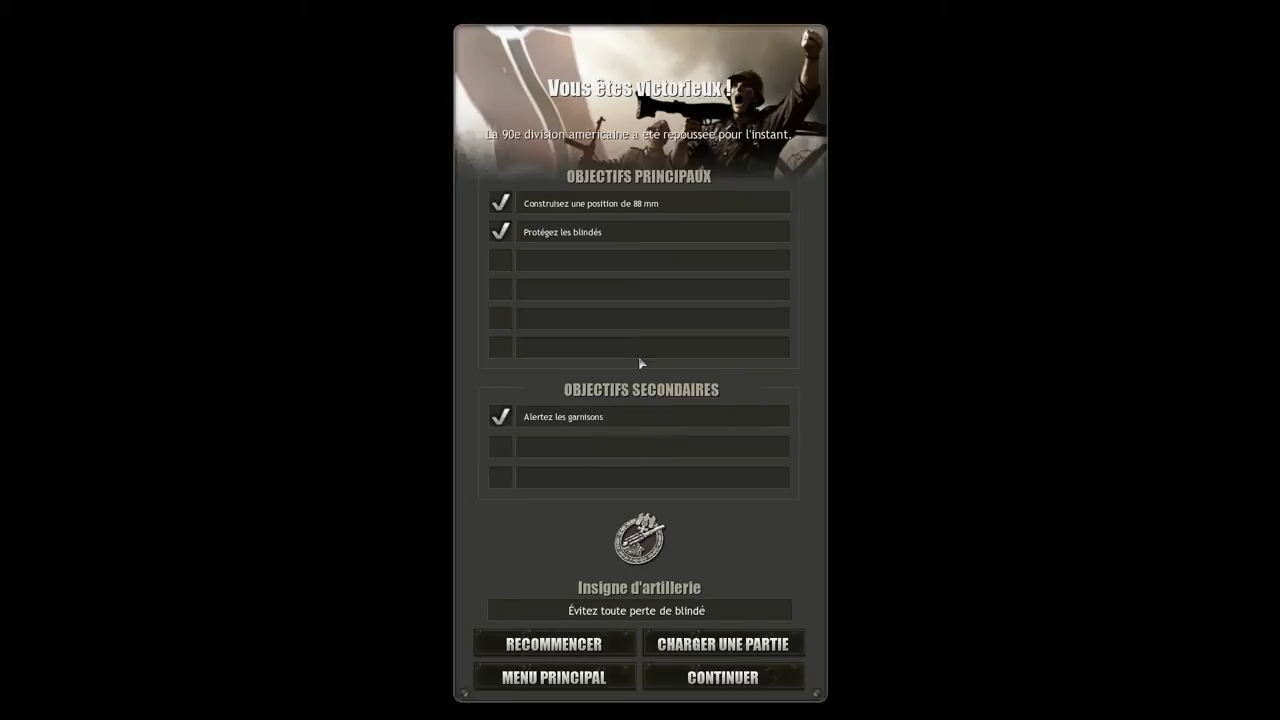 Vous êtes victorieux !
La 90e division américaine a été repoussée pour l'instant.
OBJECTIFS PRINCIPAUX
Construisez une position de 88 mm
Protégez les blindés
OBJECTIFS SECONDAIRES
Alertez les garnisons
Insigne d'artillerie
Évitez toute perte de blindé
RECOMMENCER
CHARGER UNE PARTIE
MENU PRINCIPAL
CONTINUER